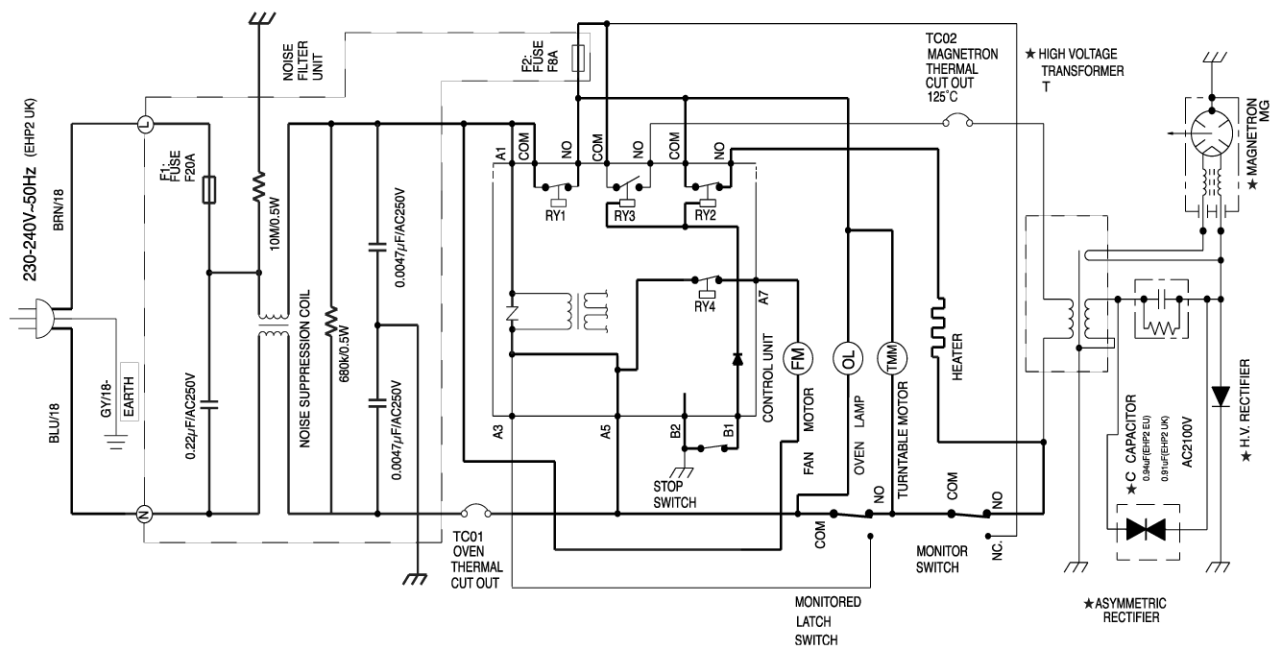 230-240V~50Hz (EHP2 UK)
BRN/18
BLU/18
GY/18-
EARTH
L
N
F1:
FUSE
F20A
0.22μF/AC250V
NOISE
FILTER
UNIT
10M/0.5W
NOISE SUPPRESSION COIL
680k/0.5W
0.0047μF/AC250V
0.0047μF/AC250V
TC01
OVEN
THERMAL
CUT OUT
F2:
FUSE
F8A
A1
COM
NO
COM
NO
COM
NO
RY1
RY3
RY2
RY4
A7
A3
A5
B2
B1
CONTROL UNIT
STOP
SWITCH
FM
OL
TMM
FAN MOTOR
OVEN LAMP
TURNTABLE MOTOR
HEATER
COM
NO
MONITORED
LATCH
SWITCH
COM
NO
NC.
MONITOR
SWITCH
TC02
MAGNETRON
THERMAL
CUT OUT
125°C
★ HIGH VOLTAGE
TRANSFORMER
T
★ MAGNETRON
MG
★ C CAPACITOR
0.94uF(EHP2 EU)
0.91uF(EHP2 UK)
AC2100V
★ H.V. RECTIFIER
★ASYMMETRIC
RECTIFIER